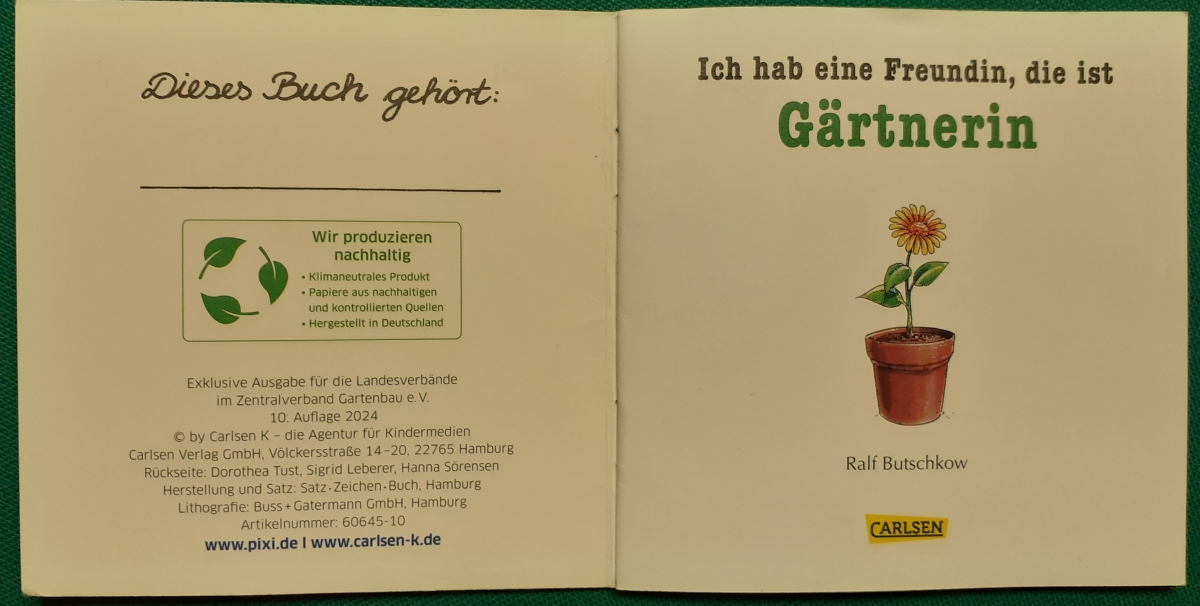 Dieses Buch gehört:
Wir produzieren
nachhaltig
• Klimaneutrales Produkt
• Papiere aus nachhaltigen
und kontrollierten Quellen
• Hergestellt in Deutschland
Exklusive Ausgabe für die Landesverbände
im Zentralverband Gartenbau e. V.
10. Auflage 2024
© by Carlsen K – die Agentur für Kindermedien
Carlsen Verlag GmbH, Völckersstraße 14–20, 22765 Hamburg
Rückseite: Dorothea Tust, Sigrid Leberer, Hanna Sörensen
Herstellung und Satz: Satz·Zeichen·Buch, Hamburg
Lithografie: Buss+Gatermann GmbH, Hamburg
Artikelnummer: 60645-10
www.pixi.de I www.carlsen-k.de
Ich hab eine Freundin, die ist
Gärtnerin
Ralf Butschkow
CARLSEN